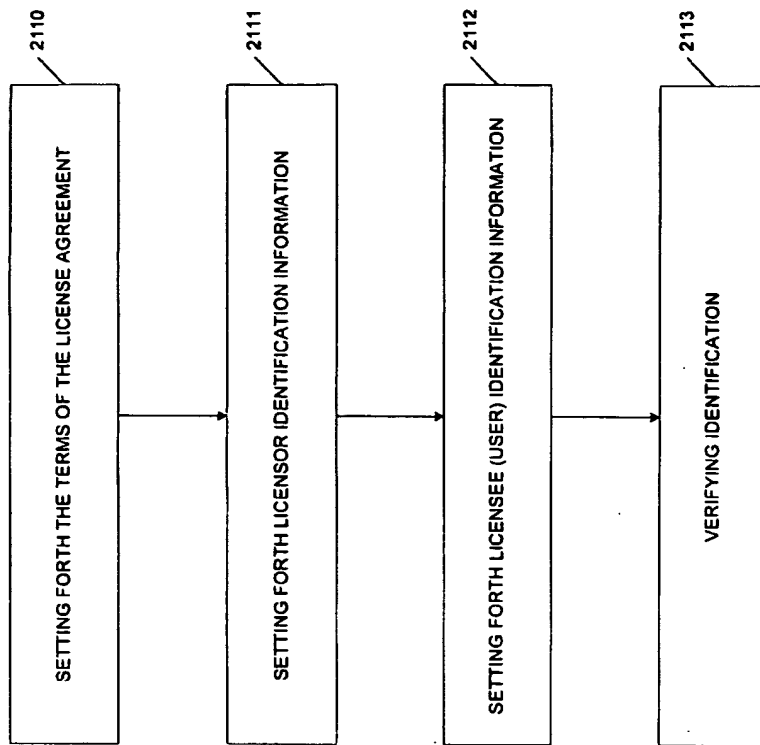 2110
SETTING FORTH THE TERMS OF THE LICENSE AGREEMENT
2111
SETTING FORTH LICENSOR IDENTIFICATION INFORMATION
2112
SETTING FORTH LICENSEE (USER) IDENTIFICATION INFORMATION
2113
VERIFYING IDENTIFICATION